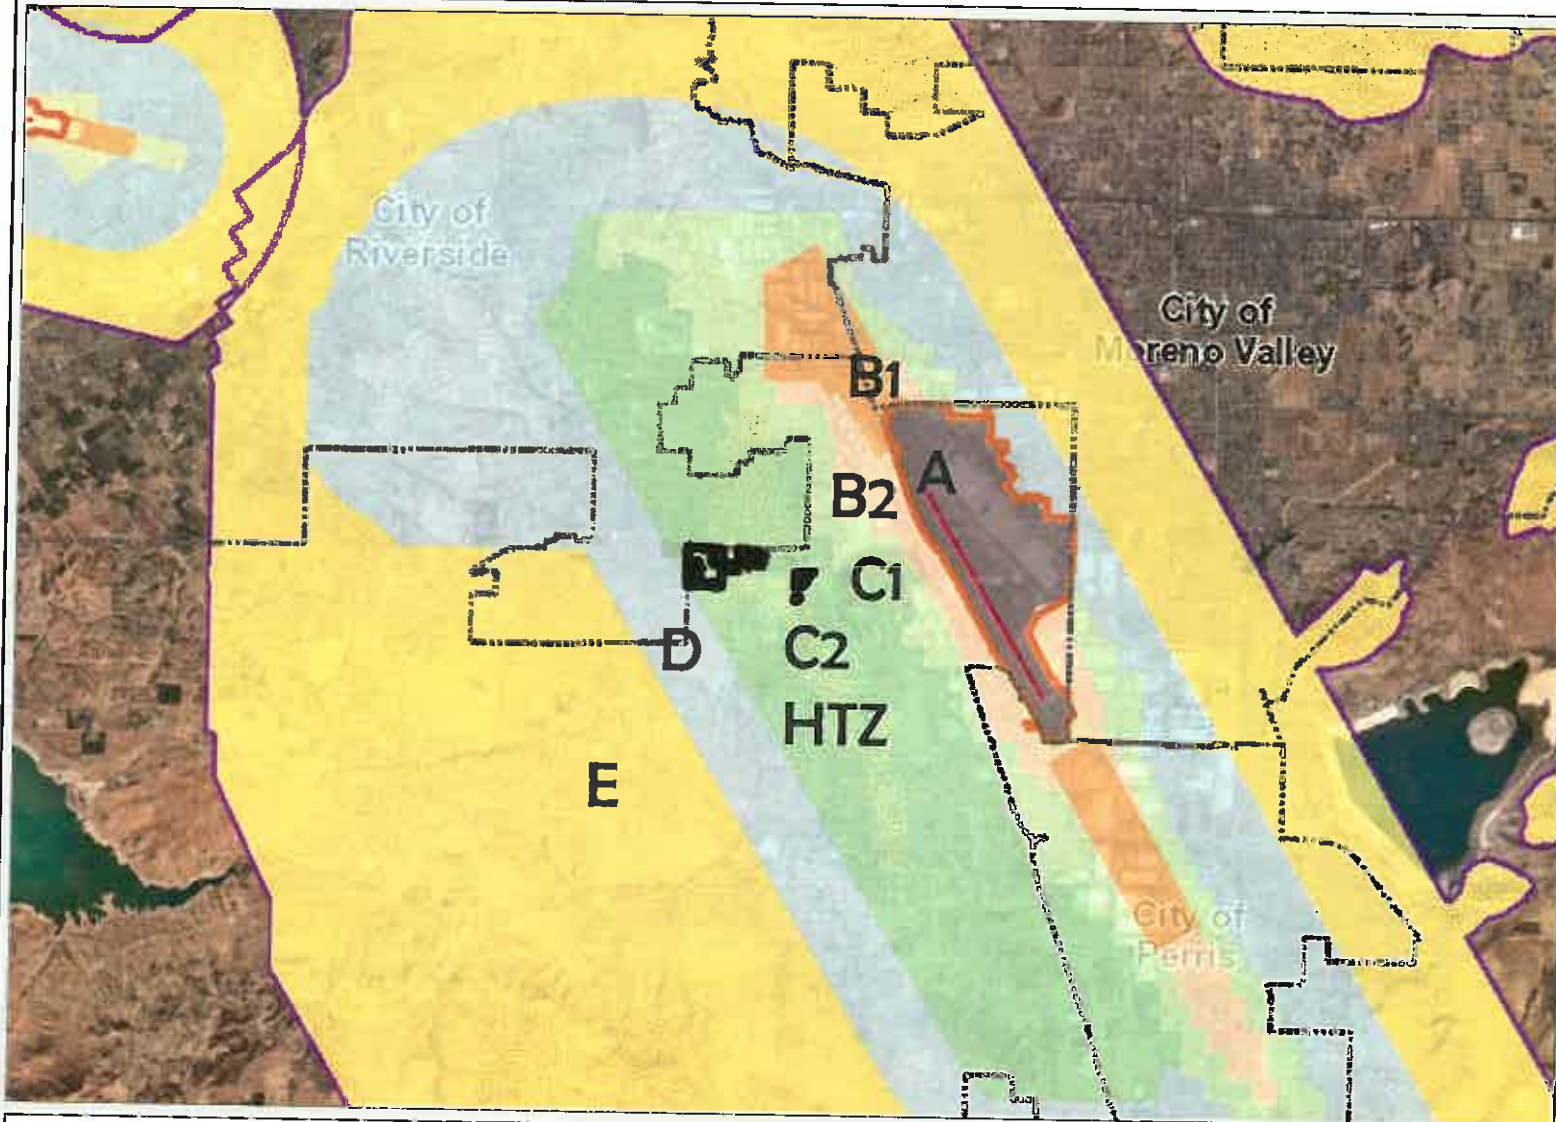 City of
Riverside
City of
Moreno Valley
B1
A
B2
C1
D
C2
HTZ
E
City of
Perris